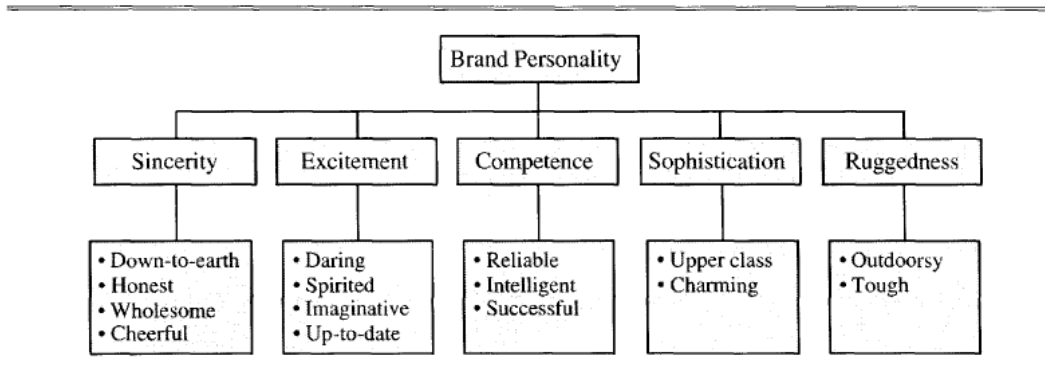 Brand Personality
Sincerity
Excitement
Competence
Sophistication
Ruggedness
• Down-to-earth
• Honest
• Wholesome
• Cheerful
• Daring
• Spirited
• Imaginative
• Up-to-date
• Reliable
• Intelligent
• Successful
• Upper class
• Charming
• Outdoorsy
• Tough